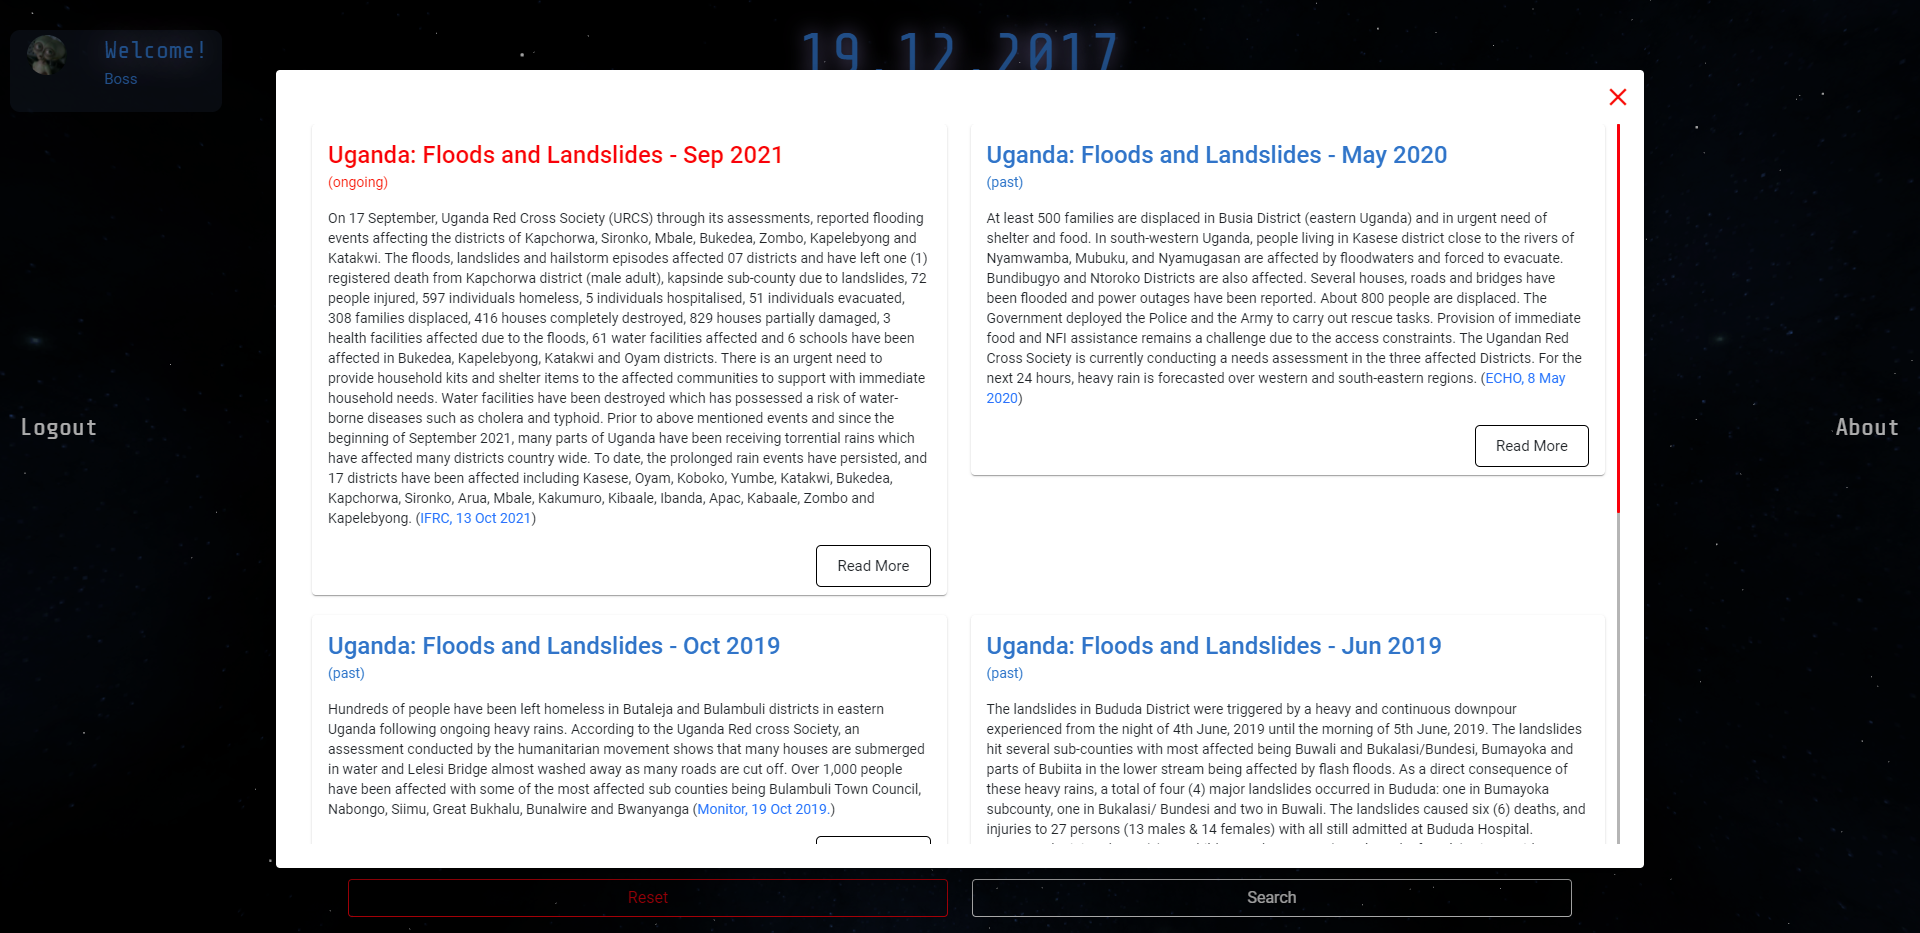 Welcome!
Boss
19.12.2017
Uganda: Floods and Landslides - Sep 2021
(ongoing)
On 17 September, Uganda Red Cross Society (URCS) through its assessments, reported flooding
events affecting the districts of Kapchorwa, Sironko, Mbale, Bukedea, Zombo, Kapelebyong and
Katakwi. The floods, landslides and hailstorm episodes affected 07 districts and have left one (1)
registered death from Kapchorwa district (male adult), kapsinde sub-county due to landslides, 72
people injured, 597 individuals homeless, 5 individuals hospitalised, 51 individuals evacuated,
308 families displaced, 416 houses completely destroyed, 829 houses partially damaged, 3
health facilities affected due to the floods, 61 water facilities affected and 6 schools have been
affected in Bukedea, Kapelebyong, Katakwi and Oyam districts. There is an urgent need to
provide household kits and shelter items to the affected communities to support with immediate
household needs. Water facilities have been destroyed which has possessed a risk of water-
borne diseases such as cholera and typhoid. Prior to above mentioned events and since the
beginning of September 2021, many parts of Uganda have been receiving torrential rains which
have affected many districts country wide. To date, the prolonged rain events have persisted, and
17 districts have been affected including Kasese, Oyam, Koboko, Yumbe, Katakwi, Bukedea,
Kapchorwa, Sironko, Arua, Mbale, Kakumuro, Kibaale, Ibanda, Apac, Kabaale, Zombo and
Kapelebyong. (IFRC, 13 Oct 2021)
Read More
Uganda: Floods and Landslides - May 2020
(past)
At least 500 families are displaced in Busia District (eastern Uganda) and in urgent need of
shelter and food. In south-western Uganda, people living in Kasese district close to the rivers of
Nyamwamba, Mubuku, and Nyamugasan are affected by floodwaters and forced to evacuate.
Bundibugyo and Ntoroko Districts are also affected. Several houses, roads and bridges have
been flooded and power outages have been reported. About 800 people are displaced. The
Government deployed the Police and the Army to carry out rescue tasks. Provision of immediate
food and NFI assistance remains a challenge due to the access constraints. The Ugandan Red
Cross Society is currently conducting a needs assessment in the three affected Districts. For the
next 24 hours, heavy rain is forecasted over western and south-eastern regions. (ECHO, 8 May
2020)
Read More
Logout
About
Uganda: Floods and Landslides - Oct 2019
(past)
Hundreds of people have been left homeless in Butaleja and Bulambuli districts in eastern
Uganda following ongoing heavy rains. According to the Uganda Red cross Society, an
assessment conducted by the humanitarian movement shows that many houses are submerged
in water and Lelesi Bridge almost washed away as many roads are cut off. Over 1,000 people
have been affected with some of the most affected sub counties being Bulambuli Town Council,
Nabongo, Siimu, Great Bukhalu, Bunalwire and Bwanyanga (Monitor, 19 Oct 2019.)
Uganda: Floods and Landslides - Jun 2019
(past)
The landslides in Bududa District were triggered by a heavy and continuous downpour
experienced from the night of 4th June, 2019 until the morning of 5th June, 2019. The landslides
hit several sub-counties with most affected being Buwali and Bukalasi/Bundesi, Bumayoka and
parts of Bubiita in the lower stream being affected by flash floods. As a direct consequence of
these heavy rains, a total of four (4) major landslides occurred in Bududa: one in Bumayoka
subcounty, one in Bukalasi/ Bundesi and two in Buwali. The landslides caused six (6) deaths, and
injuries to 27 persons (13 males & 14 females) with all still admitted at Bududa Hospital.
Reset
Search